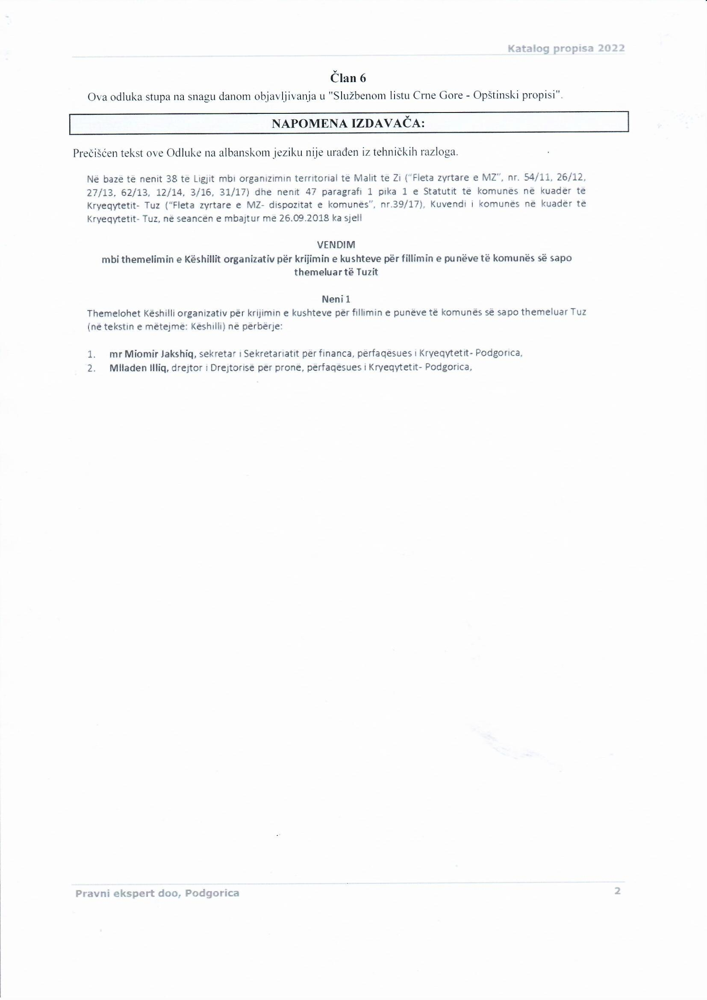 Katalog propisa 2022
Član 6
Ova odluka stupa na snagu danom objavljivanja u "Službenom listu Crne Gore - Opštinski propisi".
NAPOMENA IZDAVAČA:
Prečišćen tekst ove Odluke na albanskom jeziku nije urađen iz tehničkih razloga.
Në bazë të nenit 38 të Ligjit mbi organizimin territorial të Malit të Zi (“Fleta zyrtare e MZ”, nr. 54/11, 26/12,
27/13, 62/13, 12/14, 3/16, 31/17) dhe nenit 47 paragrafi 1 pika 1 e Statutit të komunës në kuadër të
Kryeqytetit- Tuz (“Fleta zyrtare e MZ- dispozitat e komunës”, nr.39/17), Kuvendi i komunës në kuadër të
Kryeqytetit- Tuz, në seancën e mbajtur më 26.09.2018 ka sjell
VENDIM
mbi themelimin e Këshillit organizativ për krijimin e kushteve për fillimin e punëve të komunës së sapo
themeluar të Tuzit
Neni 1
Themelohet Këshilli organizativ për krijimin e kushteve për fillimin e punëve të komunës së sapo themeluar Tuz
(në tekstin e mëtejmë: Këshilli) në përbërje:
1. mr Miomir Jakshiq, sekretar i Sekretariatit për financa, përfaqësues i Kryeqytetit- Podgorica,
2. Mlladen Illiq, drejtor i Drejtorisë për pronë, përfaqësues i Kryeqytetit- Podgorica,
Pravni ekspert doo, Podgorica
2